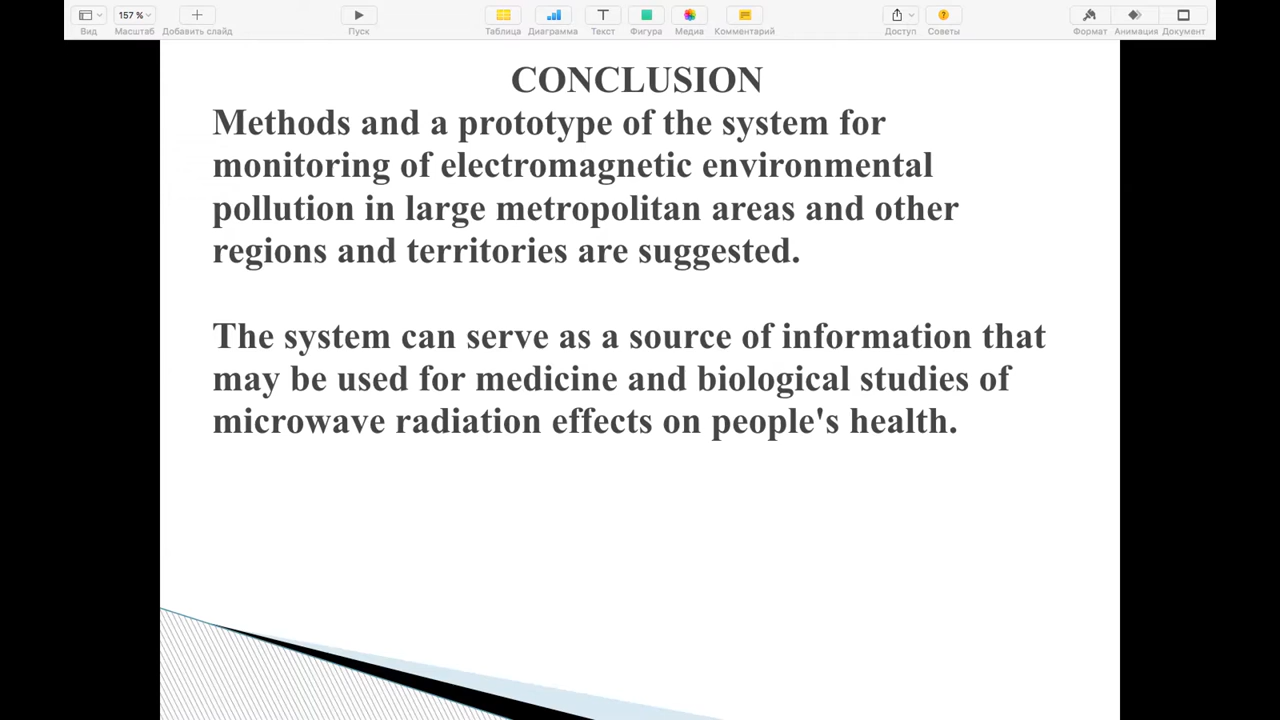 157 %
Вид
Масштаб
Добавить слайд
Пуск
Таблица
Диаграмма
Текст
Фигура
Медиа
Комментарий
Доступ
Советы
Формат
Анимация
Документ
CONCLUSION
Methods and a prototype of the system for
monitoring of electromagnetic environmental
pollution in large metropolitan areas and other
regions and territories are suggested.
The system can serve as a source of information that
may be used for medicine and biological studies of
microwave radiation effects on people's health.